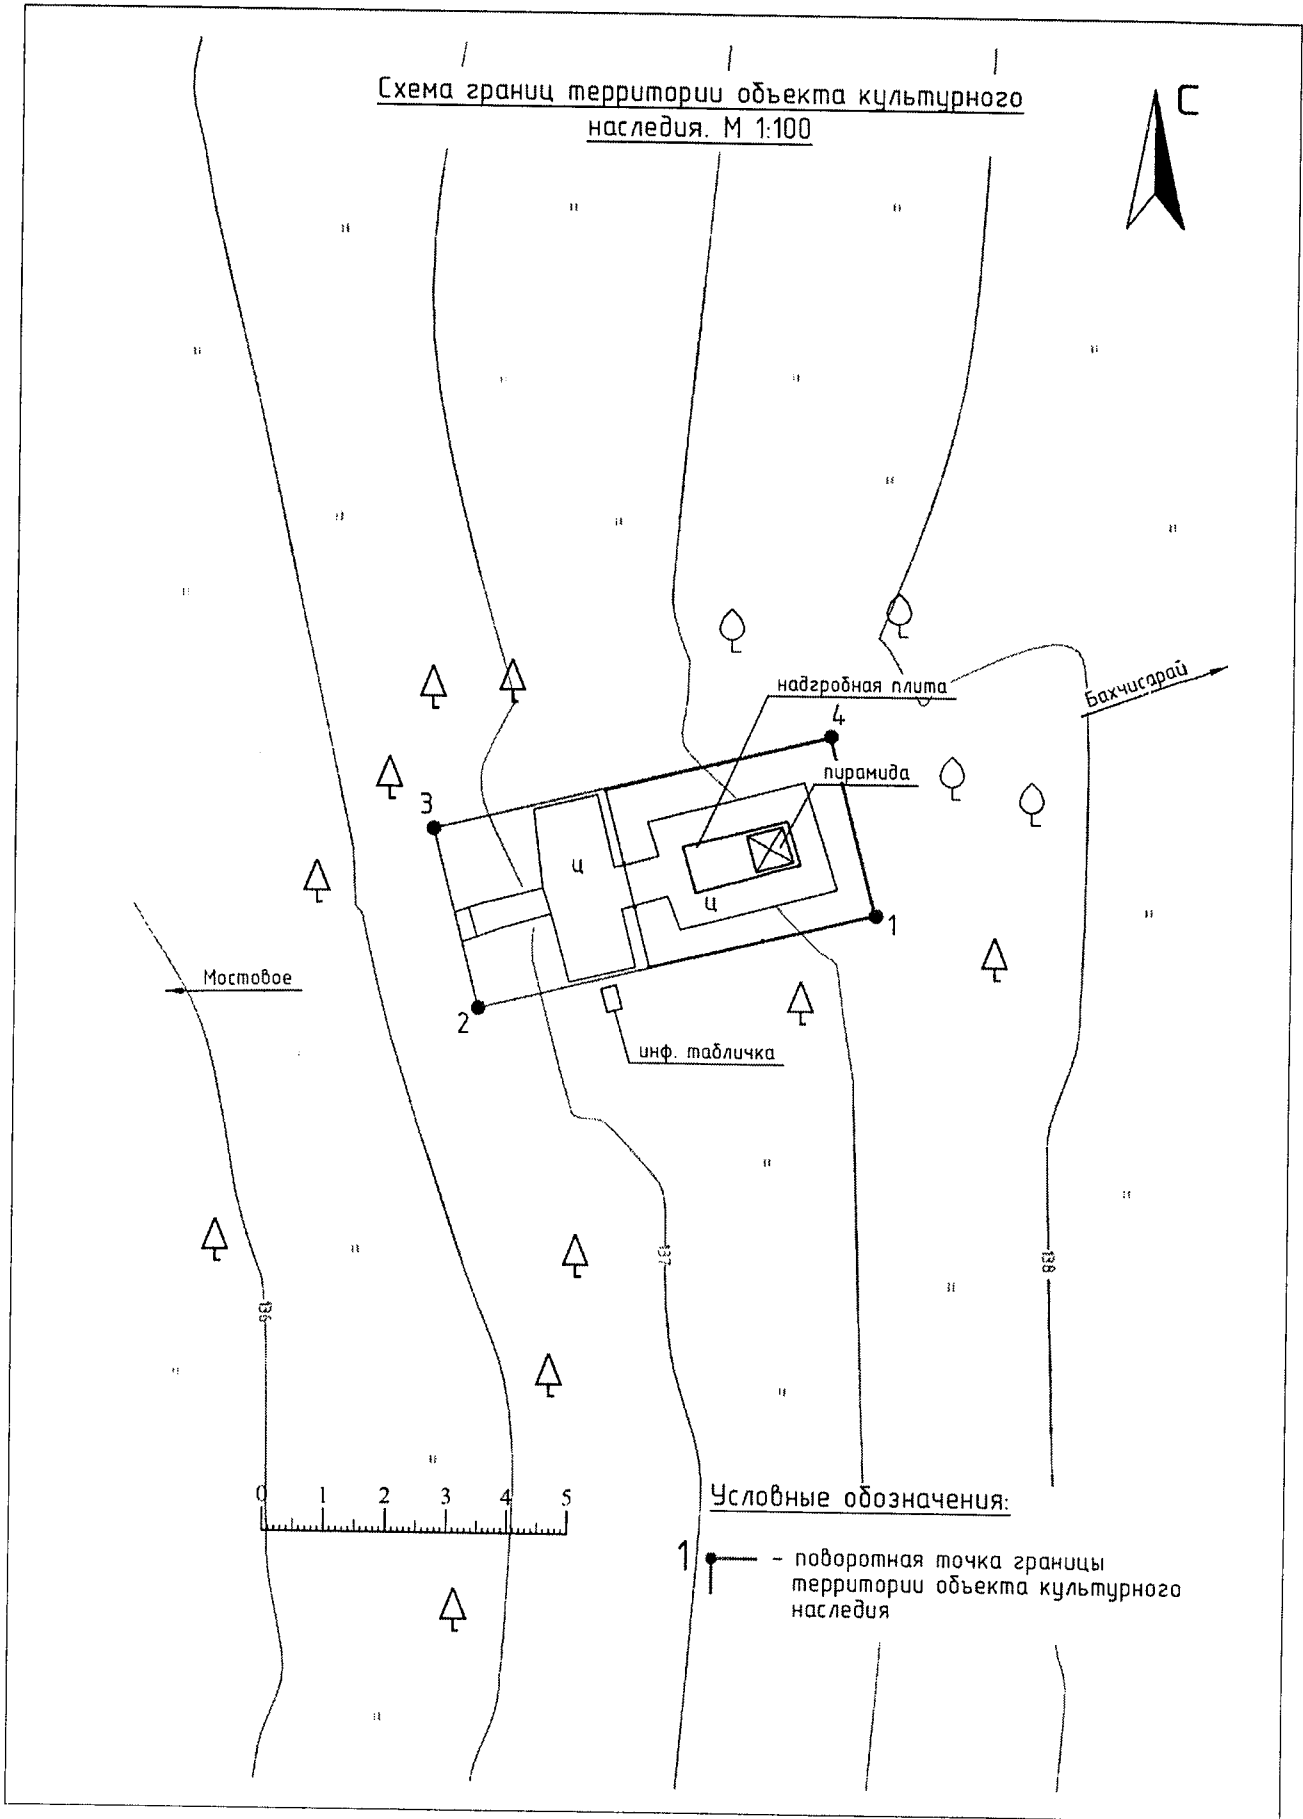 Схема границ территории объекта культурного
наследия. М 1:100
С
надгробная плита
Бахчисарай
4
пирамида
3
ц
ц
1
Мостовое
2
инф. табличка
137
138
136
0 1 2 3 4 5
Условные обозначения:
1 - поворотная точка границы
территории объекта культурного
наследия